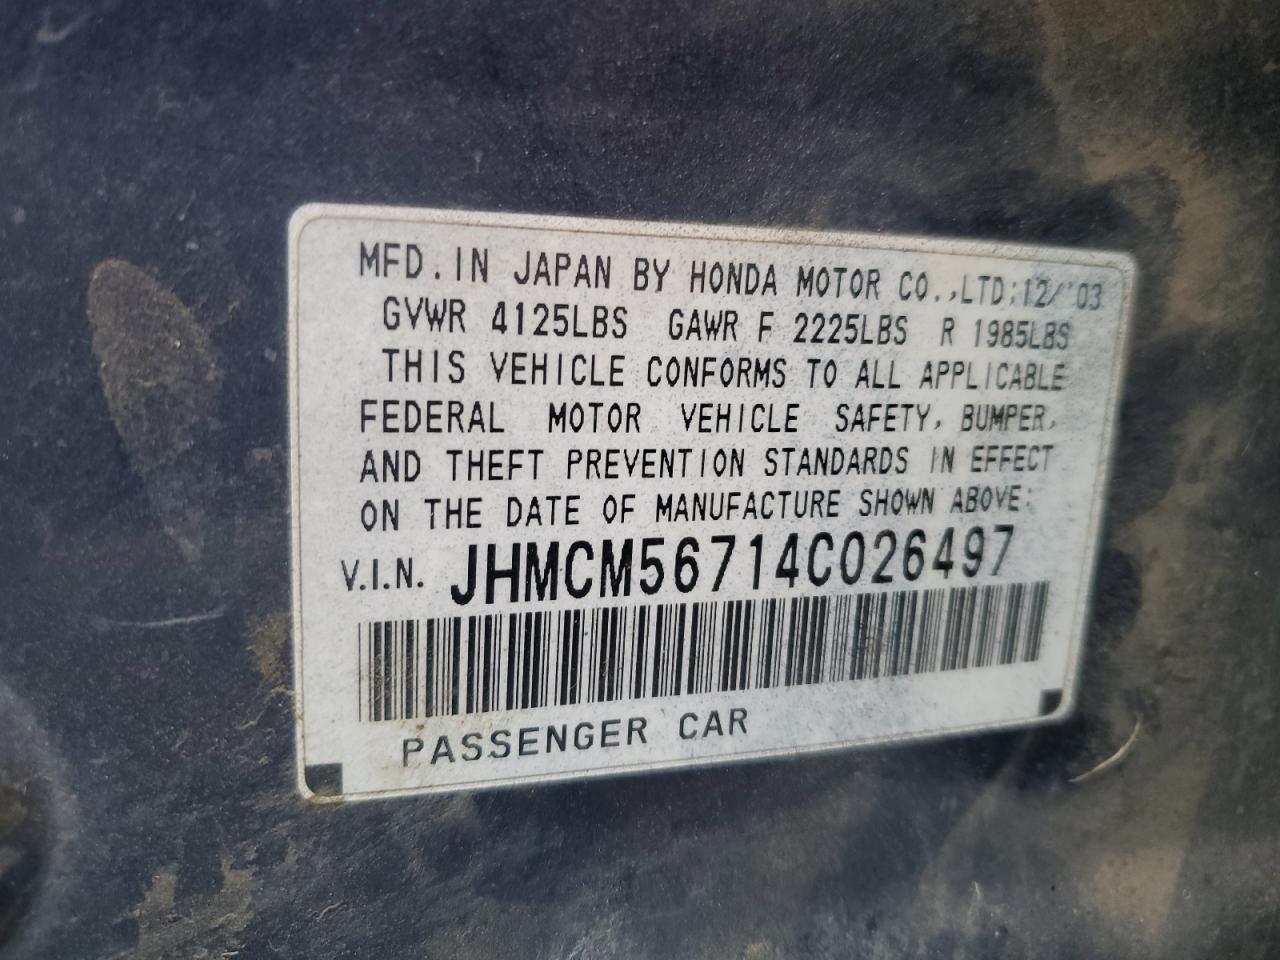 MFD. IN JAPAN BY HONDA MOTOR CO.,LTD;12/'03
GVWR 4125LBS GAWR F 2225LBS R 1985LBS
THIS VEHICLE CONFORMS TO ALL APPLICABLE
FEDERAL MOTOR VEHICLE SAFETY, BUMPER,
AND THEFT PREVENTION STANDARDS IN EFFECT
ON THE DATE OF MANUFACTURE SHOWN ABOVE:
V.I.N. JHMCM56714C026497
PASSENGER CAR